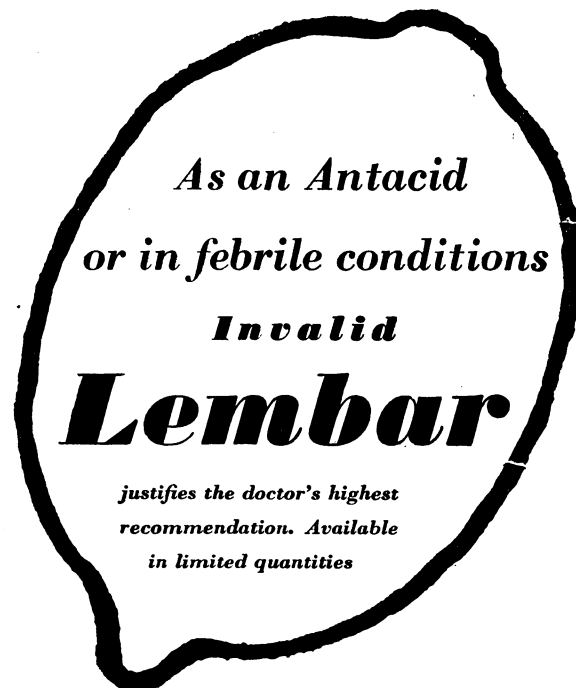 As an Antacid
or in febrile conditions
Invalid
Lembar
justifies the doctor's highest
recommendation. Available
in limited quantities